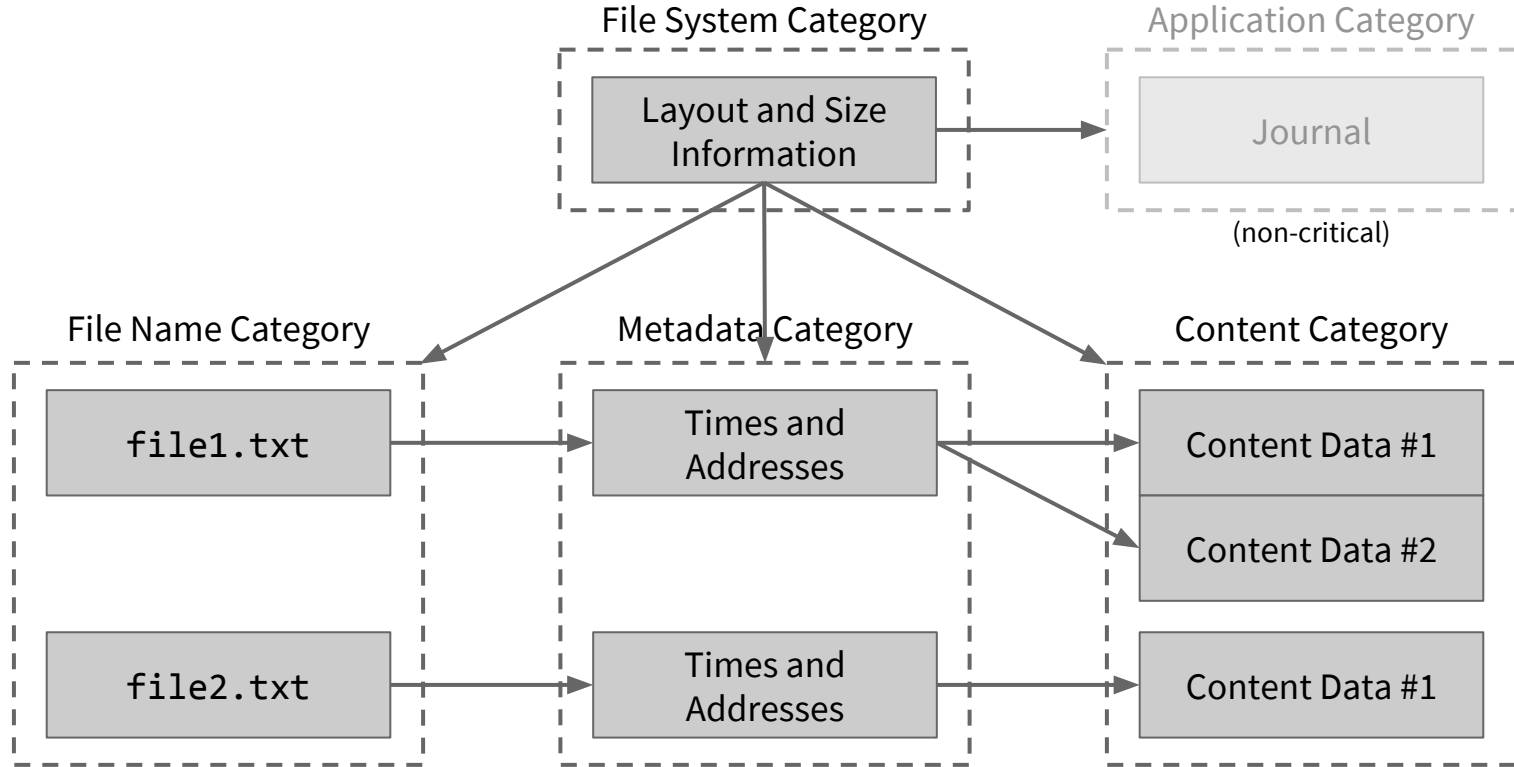 File System Category
Application Category
Layout and Size
Information
Journal
(non-critical)
File Name Category
Metadata Category
Content Category
file1.txt
Times and
Addresses
Content Data #1
Content Data #2
file2.txt
Times and
Addresses
Content Data #1